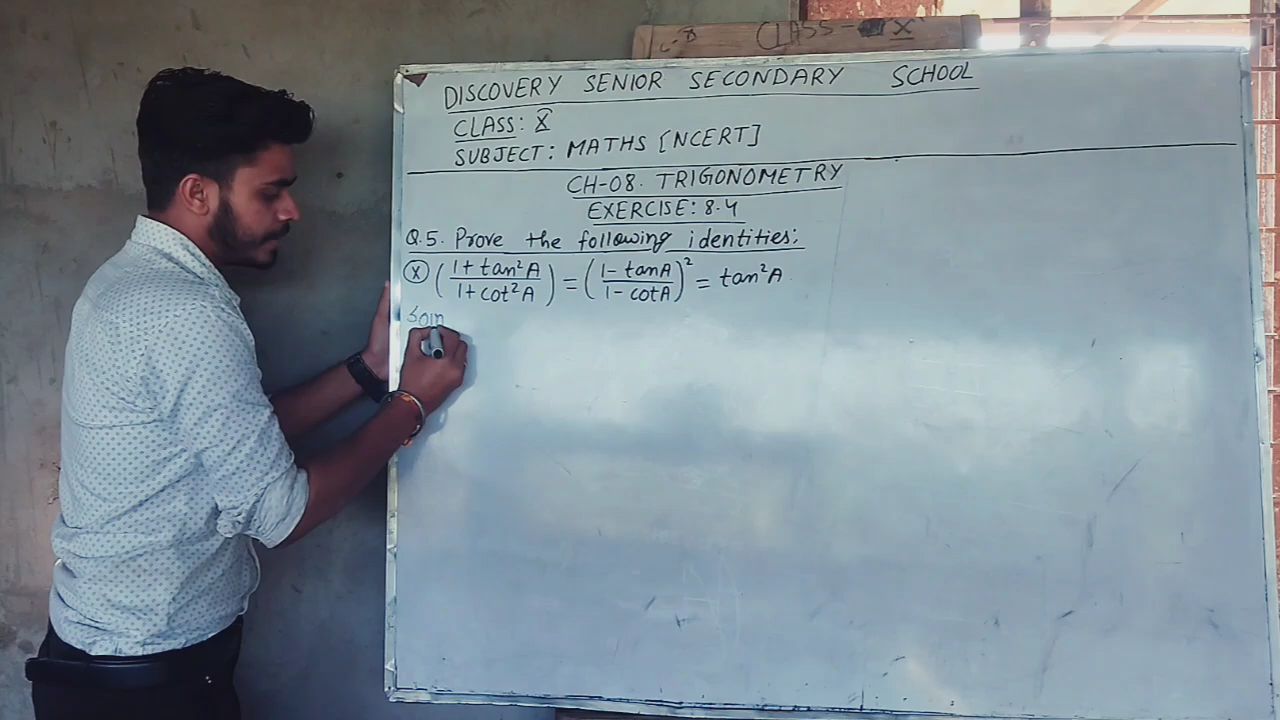 CLASS - X
DISCOVERY SENIOR SECONDARY SCHOOL
CLASS: X
SUBJECT: MATHS [NCERT]
CH-08. TRIGONOMETRY
EXERCISE: 8.4
Q.5. Prove the following identities:
(x) ((1 + tan²A)/(1 + cot²A)) = ((1 - tanA)/(1 - cotA))² = tan²A.
Soln